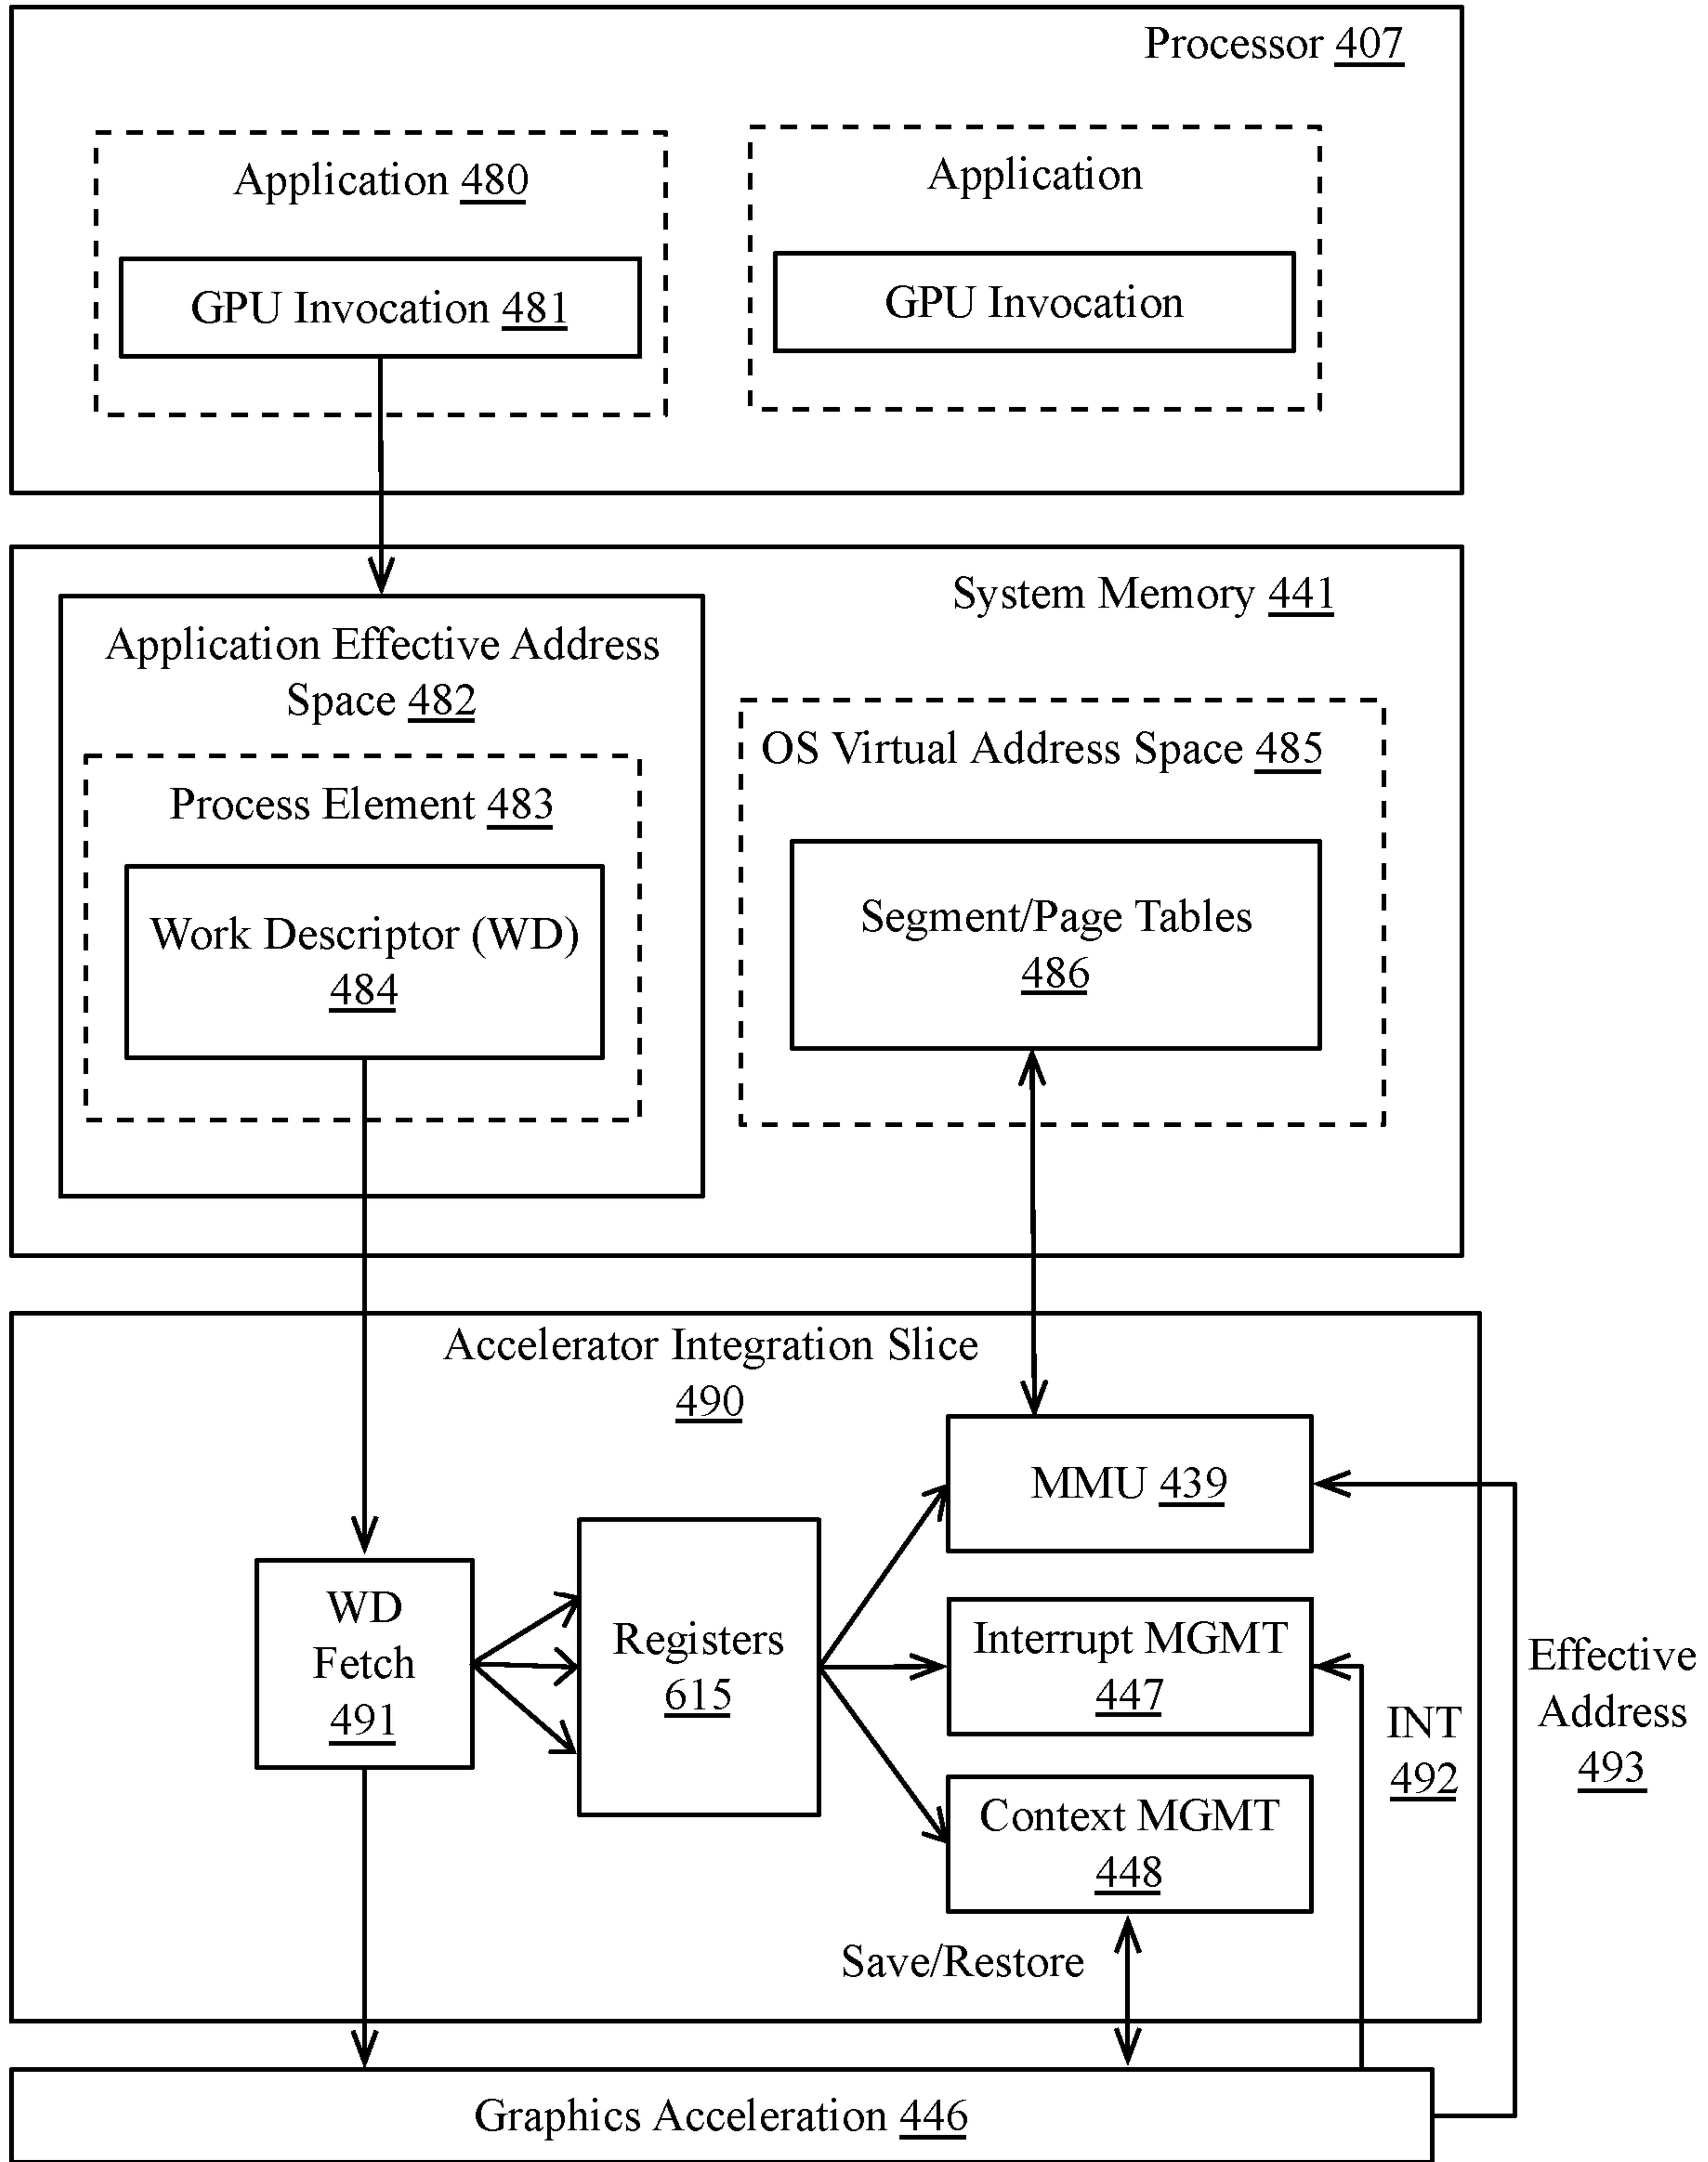 Processor 407
Application 480
Application
GPU Invocation 481
GPU Invocation
System Memory 441
Application Effective Address
Space 482
OS Virtual Address Space 485
Process Element 483
Work Descriptor (WD)
484
Segment/Page Tables
486
Accelerator Integration Slice
490
MMU 439
WD
Fetch
491
Registers
615
Interrupt MGMT
447
Effective
Address
493
INT
492
Context MGMT
448
Save/Restore
Graphics Acceleration 446